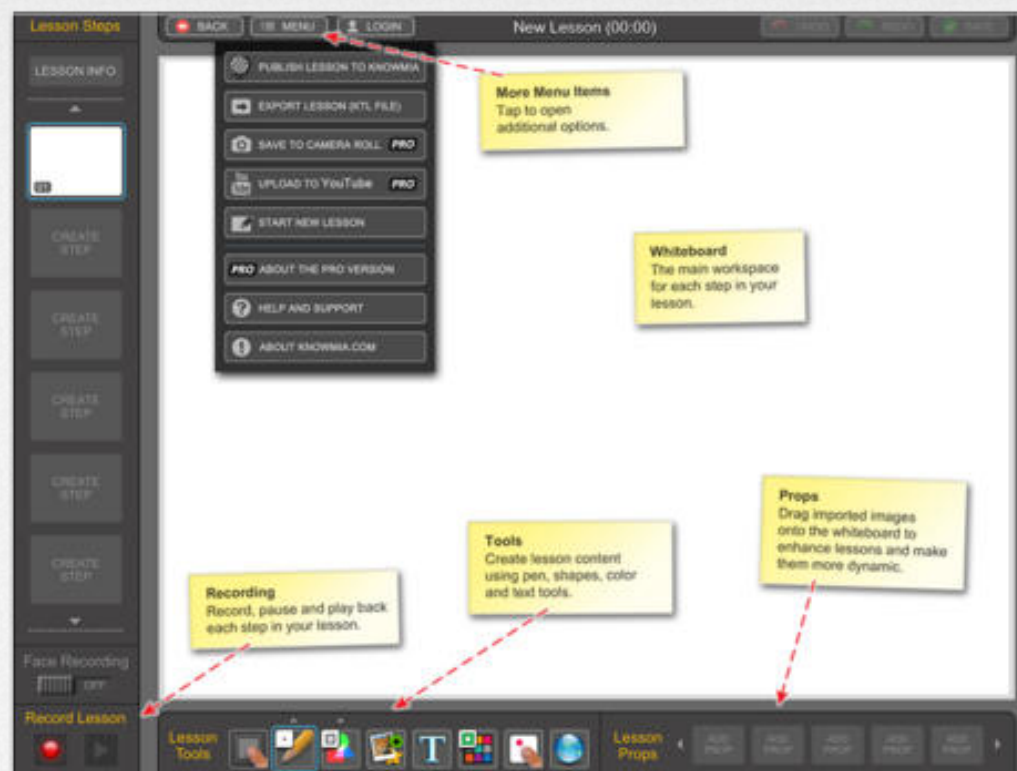 Lesson Steps
BACK
MENU
LOGIN
New Lesson (00:00)
LESSON INFO
01
CREATE
STEP
CREATE
STEP
CREATE
STEP
CREATE
STEP
CREATE
STEP
PUBLISH LESSON TO KNOWMIA
EXPORT LESSON (KTL FILE)
SAVE TO CAMERA ROLL PRO
UPLOAD TO YouTube PRO
START NEW LESSON
PRO ABOUT THE PRO VERSION
HELP AND SUPPORT
ABOUT KNOWMIA.COM
More Menu Items
Tap to open
additional options.
Whiteboard
The main workspace
for each step in your
lesson.
Props
Drag imported images
onto the whiteboard to
enhance lessons and make
them more dynamic.
Tools
Create lesson content
using pen, shapes, color
and text tools.
Recording
Record, pause and play back
each step in your lesson.
Face Recording
OFF
Record Lesson
Lesson
Tools
T
Lesson
Props
ADD
PROP
ADD
PROP
ADD
PROP
ADD
PROP